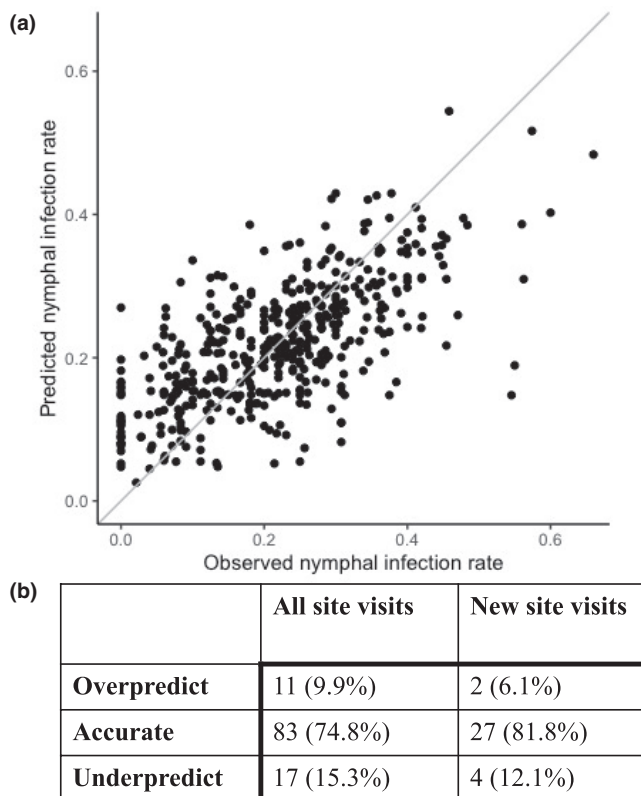 (a)
Predicted nymphal infection rate
0.6
0.4
0.2
0.0
0.0 0.2 0.4 0.6
Observed nymphal infection rate
(b)
All site visits New site visits
Overpredict 11 (9.9%) 2 (6.1%)
Accurate 83 (74.8%) 27 (81.8%)
Underpredict 17 (15.3%) 4 (12.1%)